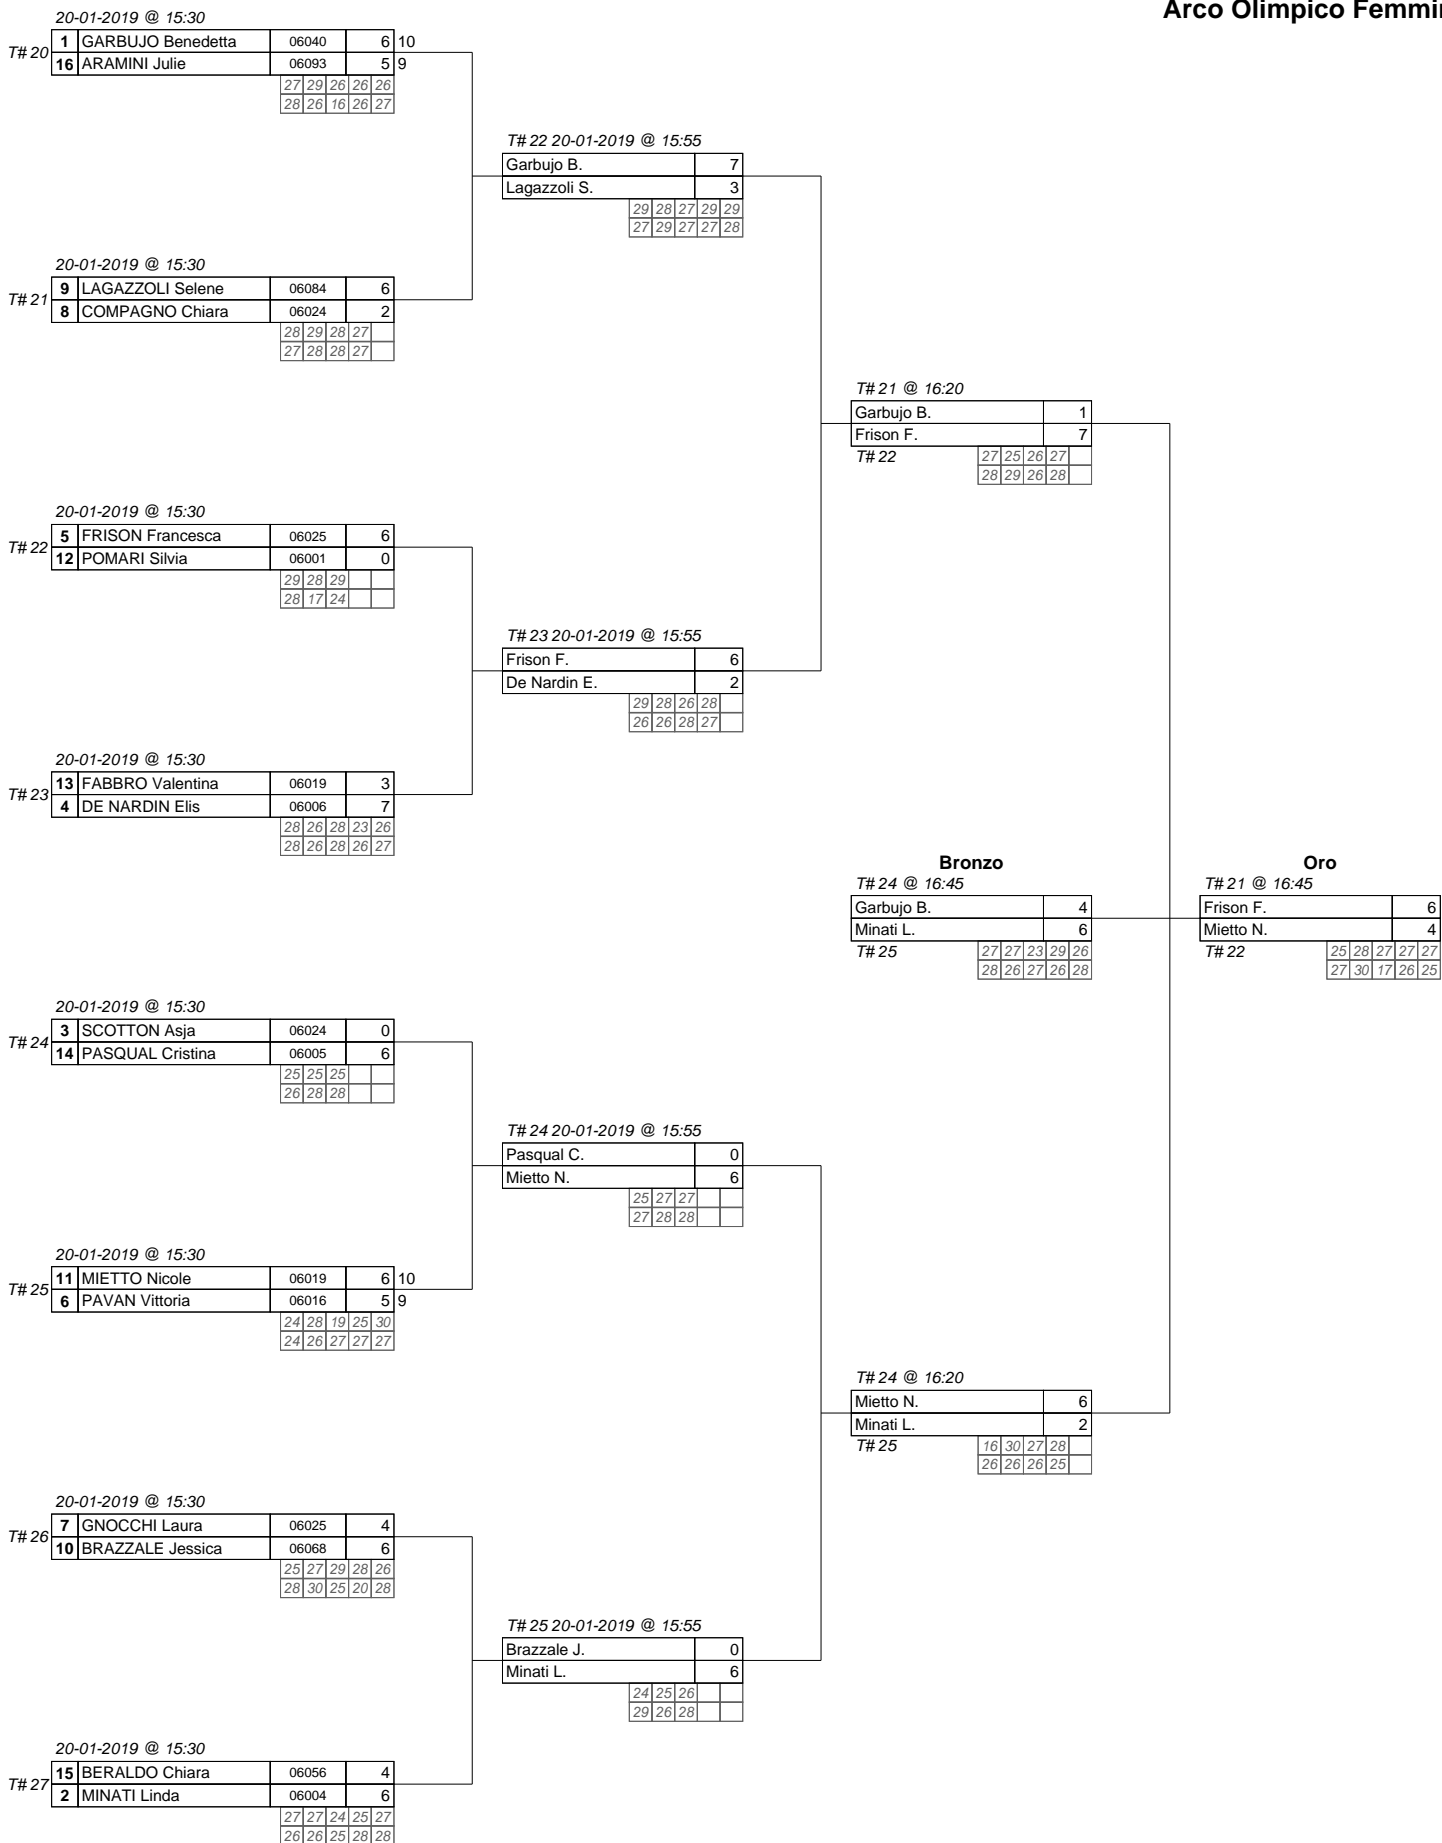 Arco Olimpico Femmi
20-01-2019 @ 15:30
T# 20
1 GARBUJO Benedetta 06040 6 10
16 ARAMINI Julie 06093 5 9
27 29 26 26 26
28 26 16 26 27
T# 22 20-01-2019 @ 15:55
Garbujo B. 7
Lagazzoli S. 3
29 28 27 29 29
27 29 27 27 28
20-01-2019 @ 15:30
T# 21
9 LAGAZZOLI Selene 06084 6
8 COMPAGNO Chiara 06024 2
28 29 28 27
27 28 28 27
T# 21 @ 16:20
Garbujo B. 1
Frison F. 7
T# 22 27 25 26 27
28 29 26 28
20-01-2019 @ 15:30
T# 22
5 FRISON Francesca 06025 6
12 POMARI Silvia 06001 0
29 28 29
28 17 24
T# 23 20-01-2019 @ 15:55
Frison F. 6
De Nardin E. 2
29 28 26 28
26 26 28 27
20-01-2019 @ 15:30
T# 23
13 FABBRO Valentina 06019 3
4 DE NARDIN Elis 06006 7
28 26 28 23 26
28 26 28 26 27
Bronzo
T# 24 @ 16:45
Garbujo B. 4
Minati L. 6
T# 25 27 27 23 29 26
28 26 27 26 28
Oro
T# 21 @ 16:45
Frison F. 6
Mietto N. 4
T# 22 25 28 27 27 27
27 30 17 26 25
20-01-2019 @ 15:30
T# 24
3 SCOTTON Asja 06024 0
14 PASQUAL Cristina 06005 6
25 25 25
26 28 28
T# 24 20-01-2019 @ 15:55
Pasqual C. 0
Mietto N. 6
25 27 27
27 28 28
20-01-2019 @ 15:30
T# 25
11 MIETTO Nicole 06019 6 10
6 PAVAN Vittoria 06016 5 9
24 28 19 25 30
24 26 27 27 27
T# 24 @ 16:20
Mietto N. 6
Minati L. 2
T# 25 16 30 27 28
26 26 26 25
20-01-2019 @ 15:30
T# 26
7 GNOCCHI Laura 06025 4
10 BRAZZALE Jessica 06068 6
25 27 29 28 26
28 30 25 20 28
T# 25 20-01-2019 @ 15:55
Brazzale J. 0
Minati L. 6
24 25 26
29 26 28
20-01-2019 @ 15:30
T# 27
15 BERALDO Chiara 06056 4
2 MINATI Linda 06004 6
27 27 24 25 27
26 26 25 28 28